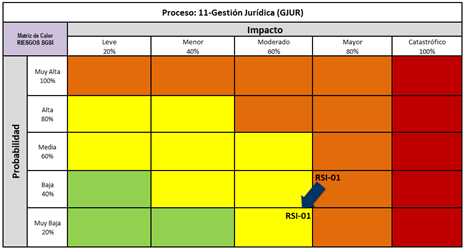 Proceso: 11-Gestión Jurídica (GJUR)
Matriz de Calor
RIESGOS SGSI
Impacto
Leve
20%
Menor
40%
Moderado
60%
Mayor
80%
Catastrófico
100%
Probabilidad
Muy Alta
100%
Alta
80%
Media
60%
Baja
40%
RSI-01
Muy Baja
20%
RSI-01